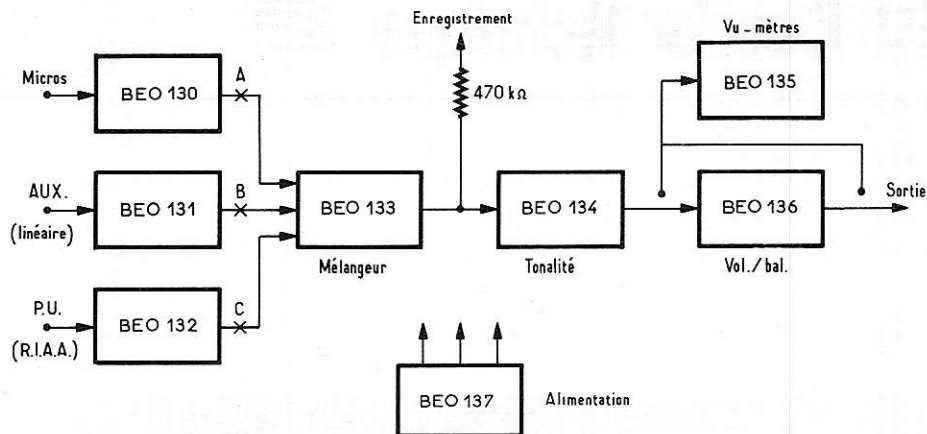 Enregistrement
Vu - mètres
Micros
BEO 130
A
470 kΩ
BEO 135
AUX.
(linéaire)
BEO 131
B
BEO 133
Mélangeur
BEO 134
Tonalité
BEO 136
Vol./bal.
Sortie
P.U.
(R.I.A.A.)
BEO 132
C
BEO 137
Alimentation